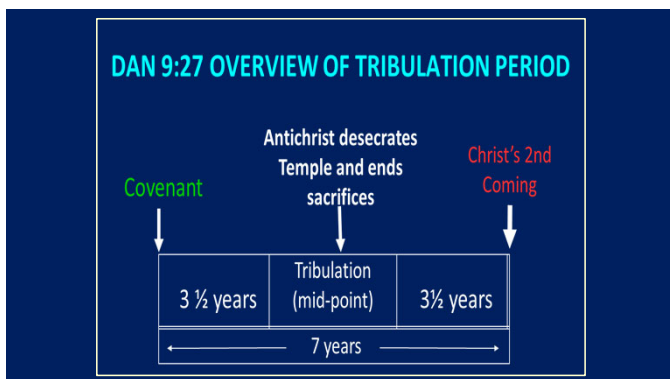 DAN 9:27 OVERVIEW OF TRIBULATION PERIOD
Antichrist desecrates
Temple and ends
sacrifices
Christ's 2nd
Coming
Covenant
3 ½ years
Tribulation
(mid-point)
3½ years
7 years